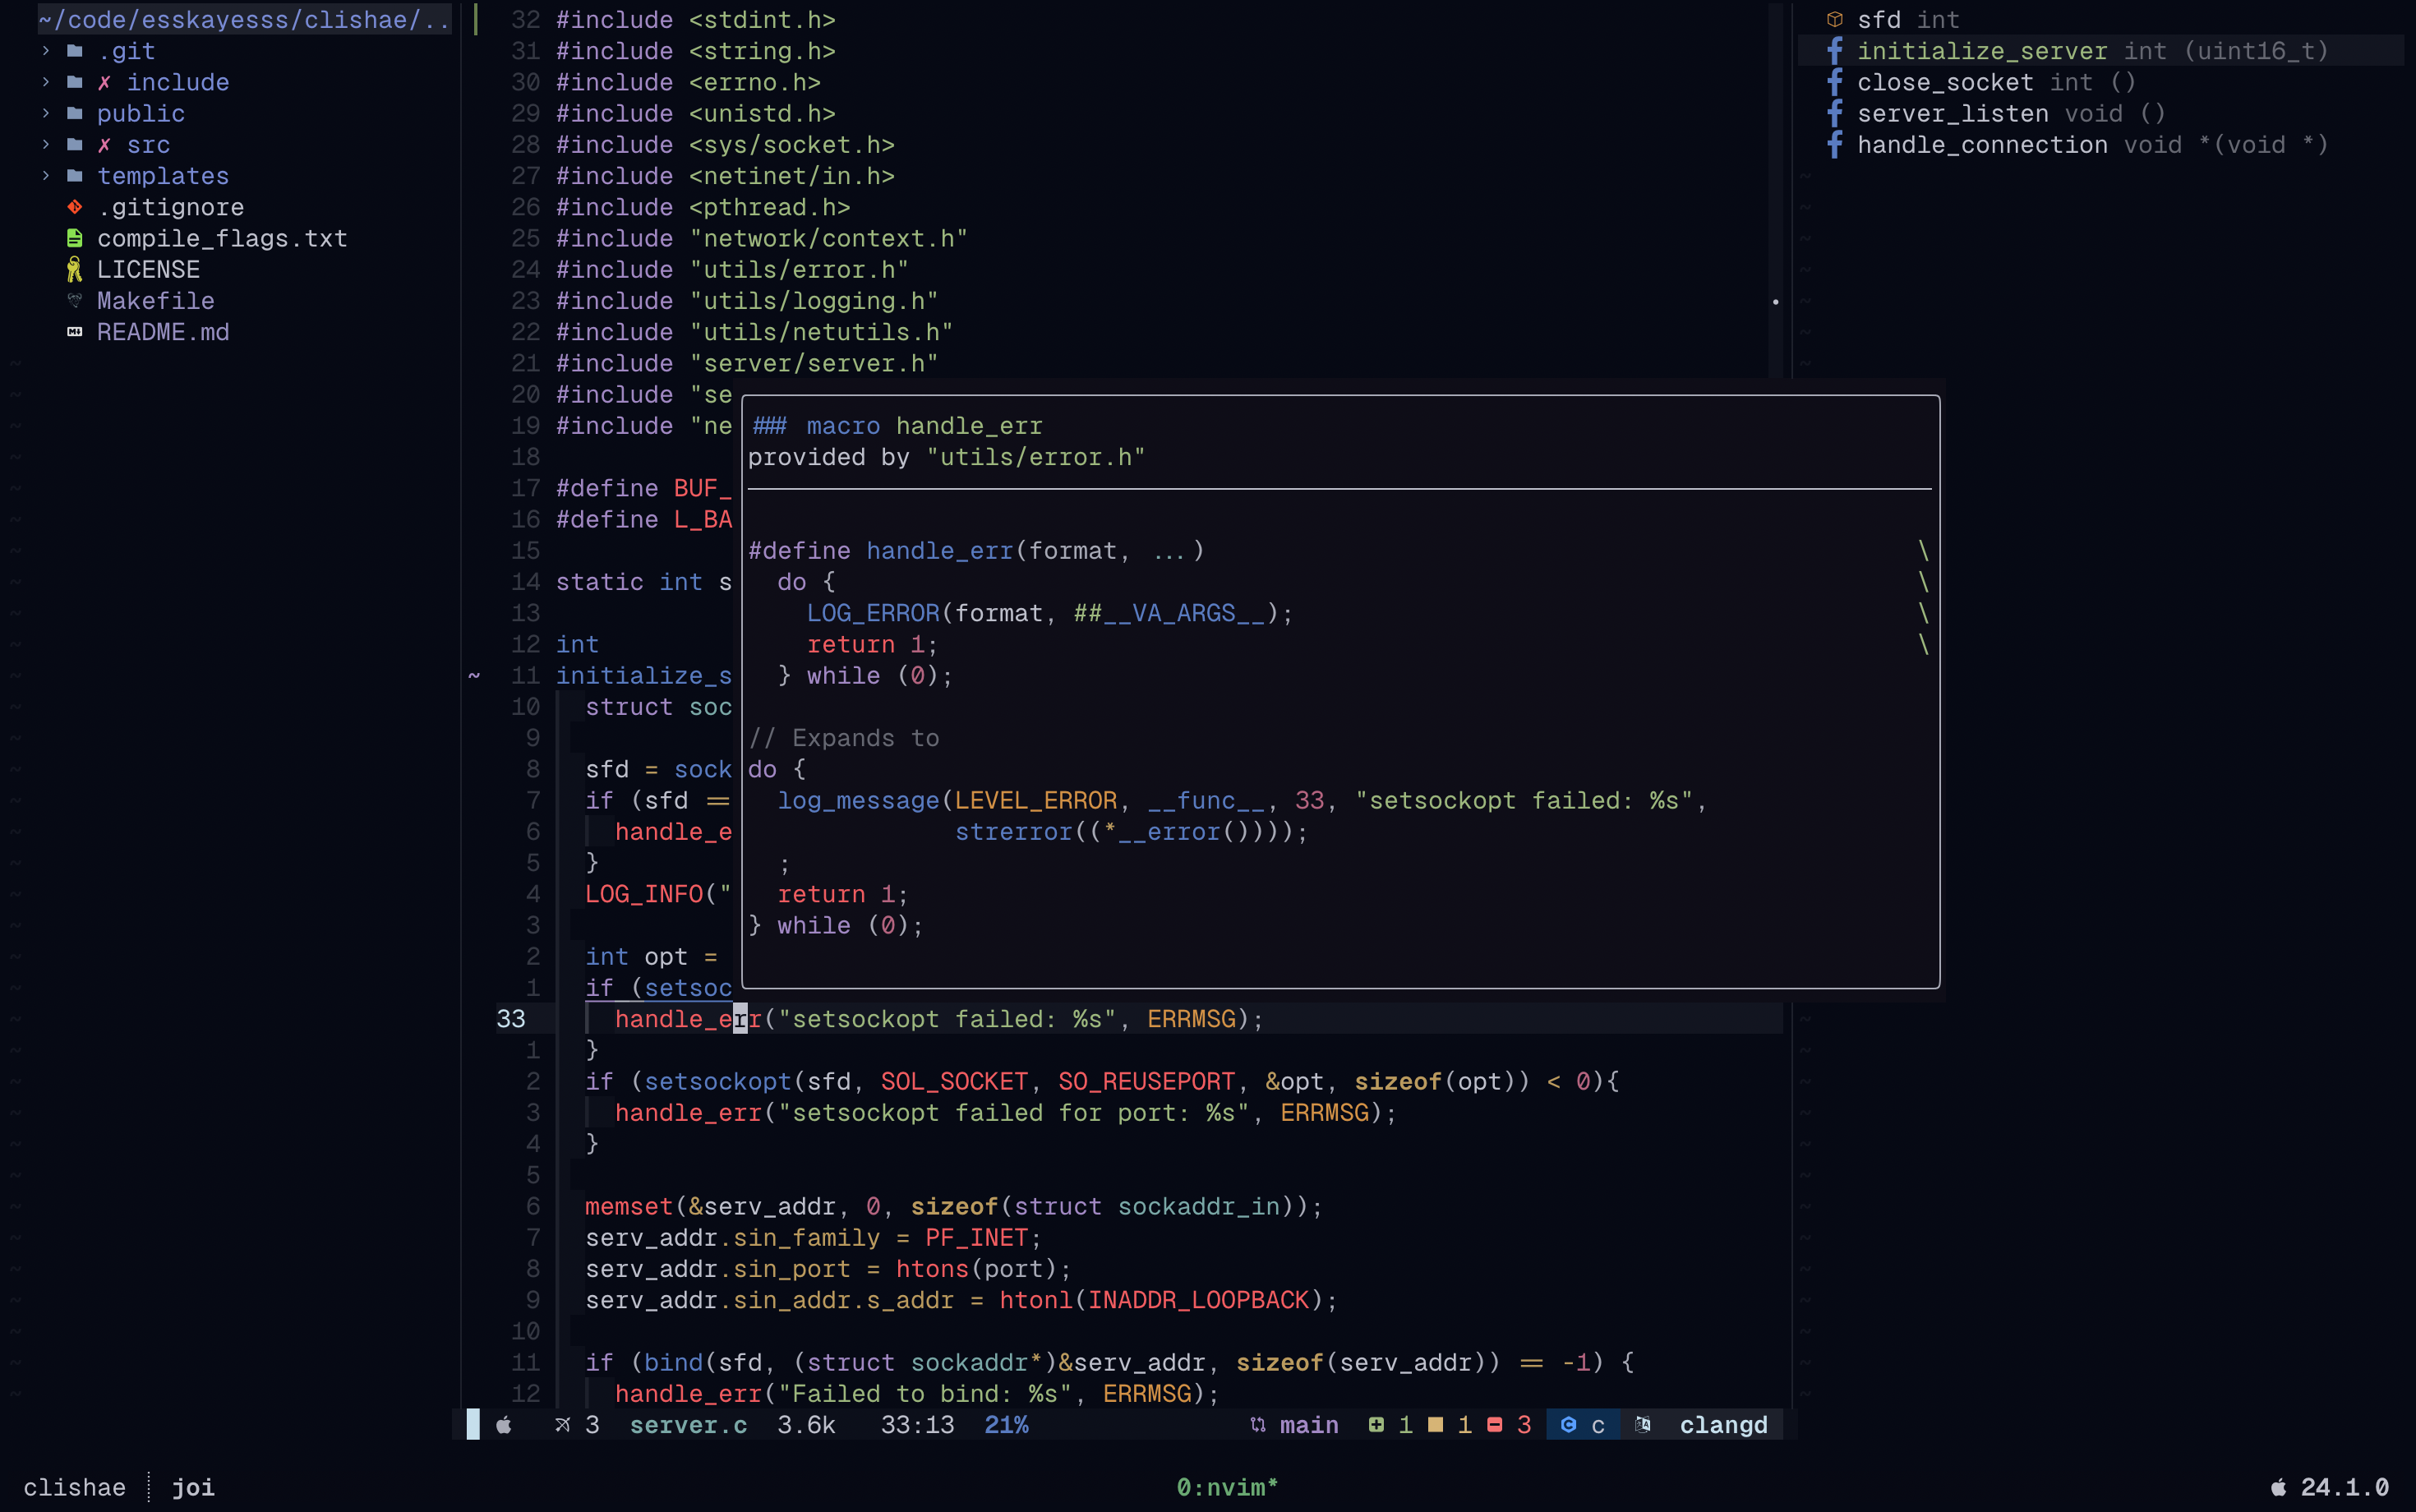 ~/code/esskayesss/clishae/..
.git
✗ include
public
✗ src
templates
.gitignore
compile_flags.txt
LICENSE
Makefile
README.md
32 #include <stdint.h>
31 #include <string.h>
30 #include <errno.h>
29 #include <unistd.h>
28 #include <sys/socket.h>
27 #include <netinet/in.h>
26 #include <pthread.h>
25 #include "network/context.h"
24 #include "utils/error.h"
23 #include "utils/logging.h"
22 #include "utils/netutils.h"
21 #include "server/server.h"
20 #include "se
19 #include "ne
18
17 #define BUF_
16 #define L_BA
15
14 static int s
13
12 int
~ 11 initialize_s
10 struct soc
9
8 sfd = sock
7 if (sfd ==
6 handle_e
5 }
4 LOG_INFO("
3
2 int opt =
1 if (setsoc
33 handle_err("setsockopt failed: %s", ERRMSG);
1 }
2 if (setsockopt(sfd, SOL_SOCKET, SO_REUSEPORT, &opt, sizeof(opt)) < 0){
3 handle_err("setsockopt failed for port: %s", ERRMSG);
4 }
5
6 memset(&serv_addr, 0, sizeof(struct sockaddr_in));
7 serv_addr.sin_family = PF_INET;
8 serv_addr.sin_port = htons(port);
9 serv_addr.sin_addr.s_addr = htonl(INADDR_LOOPBACK);
10
11 if (bind(sfd, (struct sockaddr*)&serv_addr, sizeof(serv_addr)) == -1) {
12 handle_err("Failed to bind: %s", ERRMSG);
### macro handle_err
provided by "utils/error.h"
#define handle_err(format, ...) \
do { \
LOG_ERROR(format, ##__VA_ARGS__); \
return 1; \
} while (0);
// Expands to
do {
log_message(LEVEL_ERROR, __func__, 33, "setsockopt failed: %s",
strerror((*__error())));
;
return 1;
} while (0);
sfd int
initialize_server int (uint16_t)
close_socket int ()
server_listen void ()
handle_connection void *(void *)
3 server.c 3.6k 33:13 21% main 1 1 3 c clangd
clishae joi 0:nvim* 24.1.0